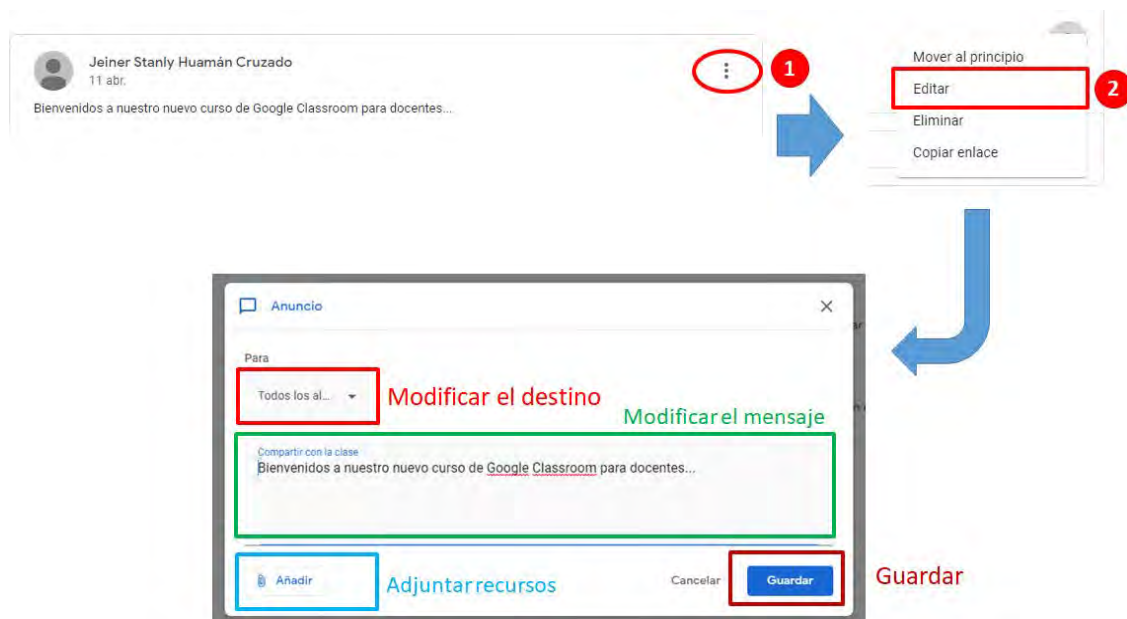 Jeiner Stanly Huamán Cruzado
11 abr.
Bienvenidos a nuestro nuevo curso de Google Classroom para docentes...
1
Mover al principio
Editar
2
Eliminar
Copiar enlace
Anuncio
Para
Todos los al...
Modificar el destino
Modificar el mensaje
Compartir con la clase
Bienvenidos a nuestro nuevo curso de Google Classroom para docentes...
Añadir
Adjuntar recursos
Cancelar
Guardar
Guardar